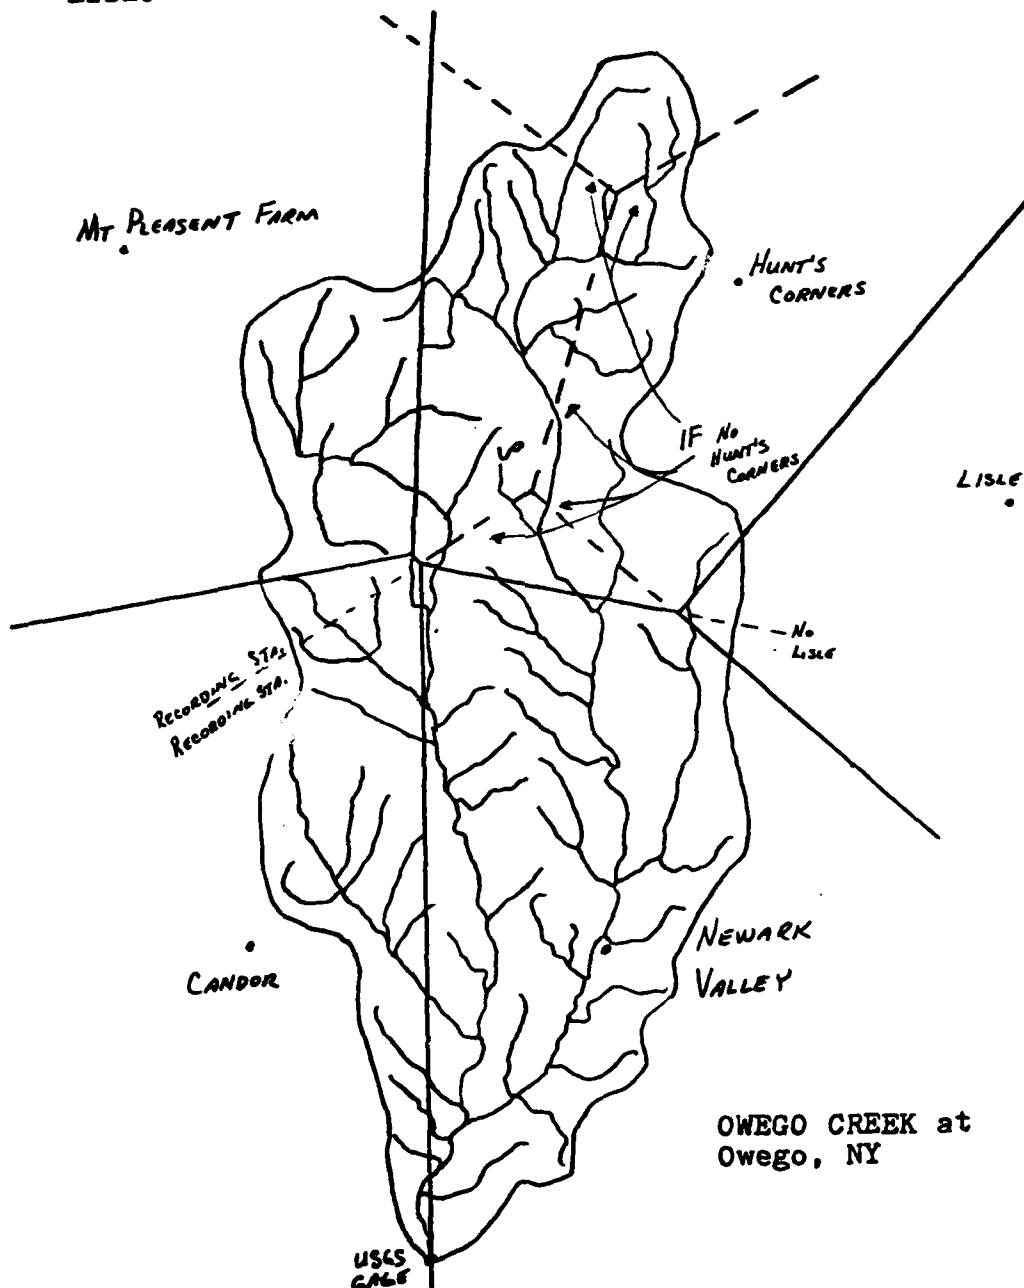 Mt PLEASENT FARM
HUNT'S
CORNERS
IF No
HUNT'S
CORNERS
LISLE
No
LISLE
RECORDING STA.
RECORDING STA.
NEWARK
VALLEY
CANDOR
OWEGO CREEK at
Owego, NY
USGS
GAGE